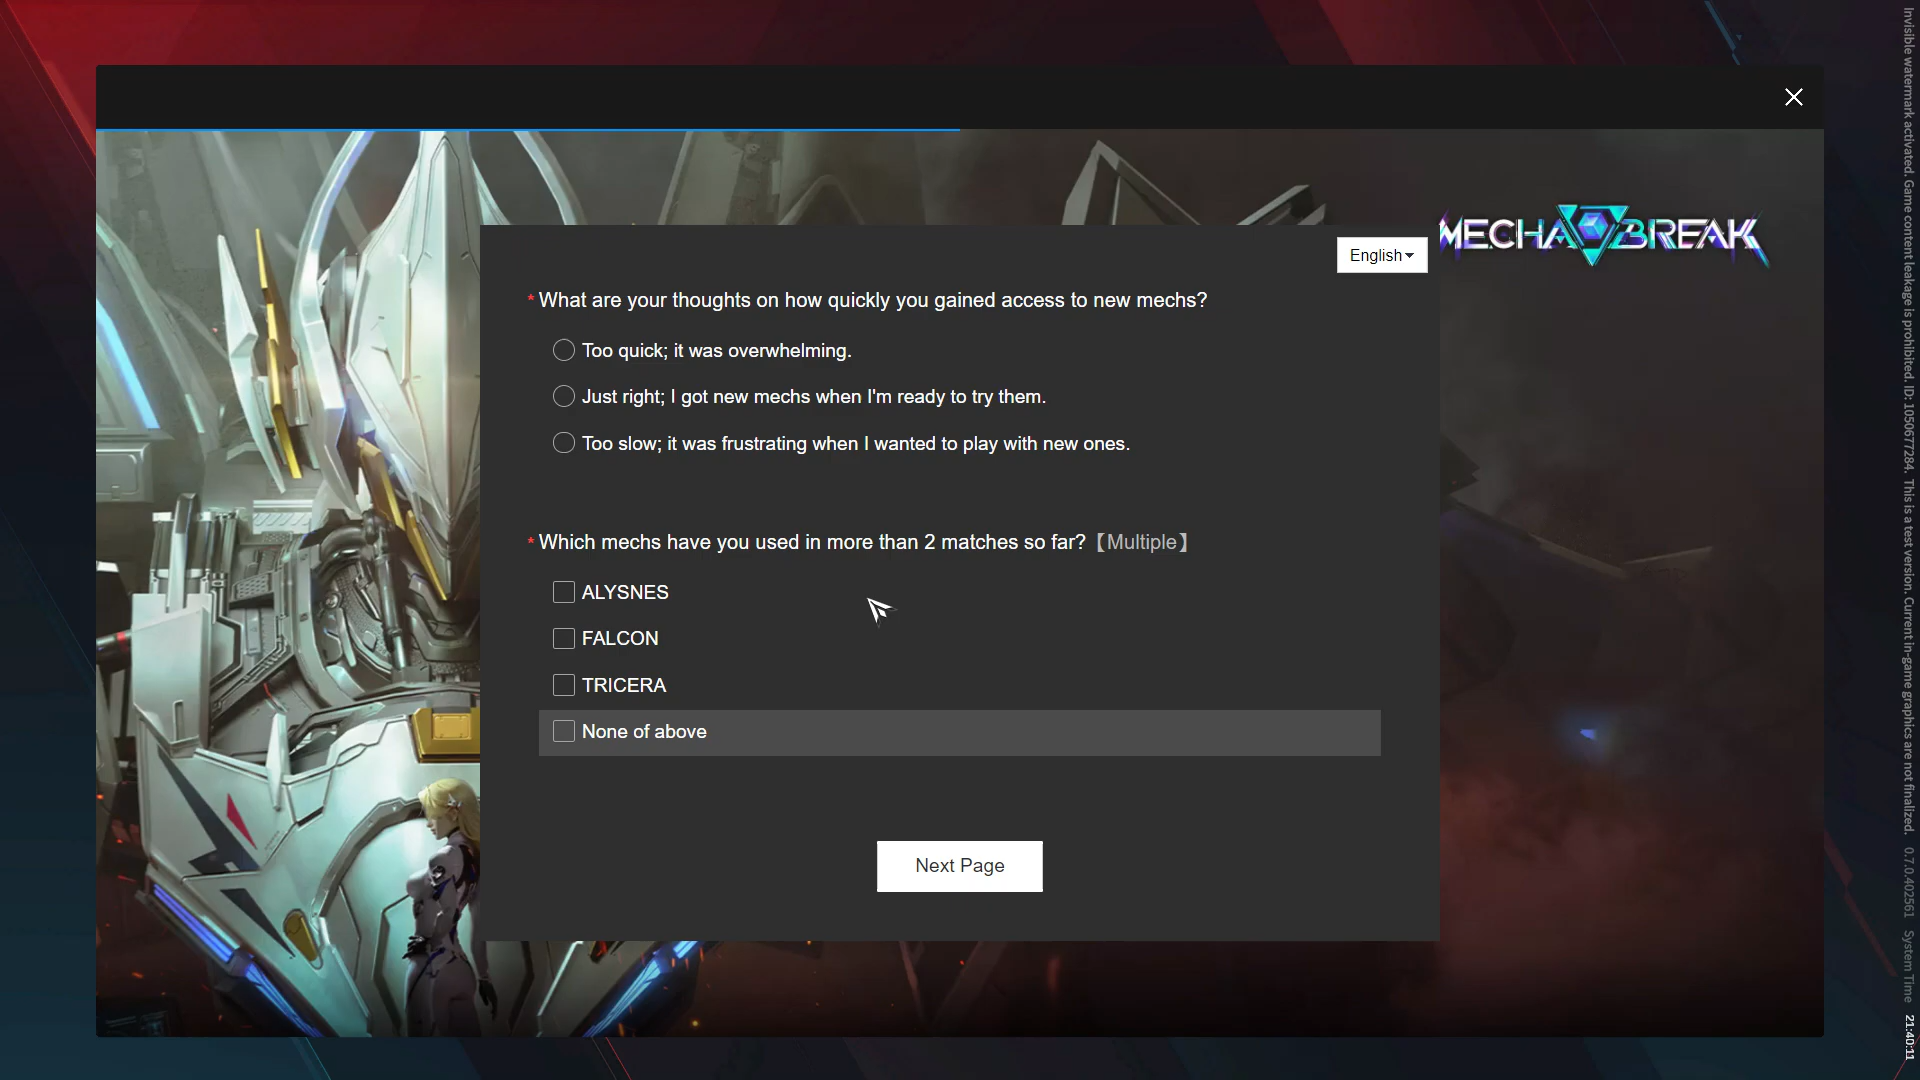 MECHA BREAK
English
* What are your thoughts on how quickly you gained access to new mechs?
Too quick; it was overwhelming.
Just right; I got new mechs when I'm ready to try them.
Too slow; it was frustrating when I wanted to play with new ones.
* Which mechs have you used in more than 2 matches so far?【Multiple】
ALYSNES
FALCON
TRICERA
None of above
Next Page
Invisible watermark activated. Game content leakage is prohibited. ID: 1050677284. This is a test version. Current in-game graphics are not finalized. 0.7.0.402561 System Time 21:40:11